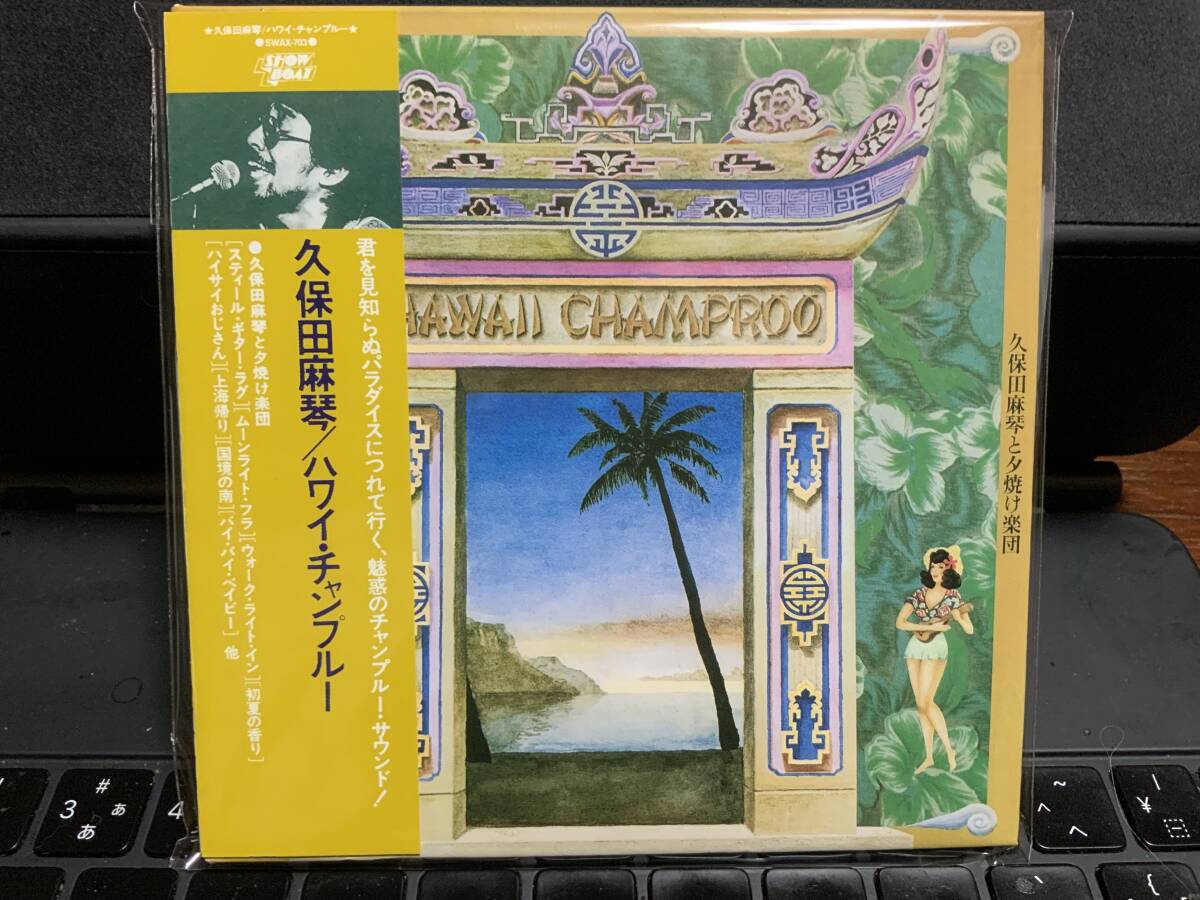 ★久保田麻琴/ハワイ・チャンプルー★
●SWAX-703●
SHOW BOAT
君を見知らぬパラダイスにつれて行く、魅惑のチャンプルー・サウンド!
久保田麻琴/ハワイ・チャンプルー
●久保田麻琴と夕焼け楽団
[スティール・ギター・ラグ][ムーンライト・フラ][ウォーク・ライト・イン][初夏の香り]
[ハイサイおじさん][上海帰り][国境の南][バイ・バイ・ベイビー] 他
HAWAII CHAMPROO
久保田麻琴と夕焼け楽団
# ぁ
3 あ
4
~ へ
^ へ
|
¥
{
[